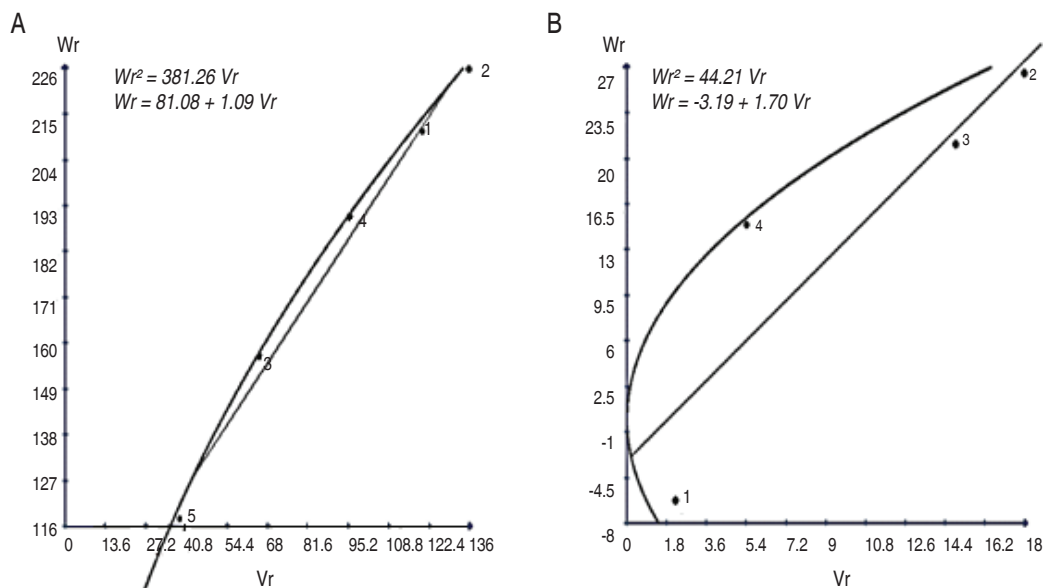 A
Wr
Wr² = 381.26 Vr
Wr = 81.08 + 1.09 Vr
226
215
204
193
182
171
160
149
138
127
116
2
1
4
3
5
0 13.6 27.2 40.8 54.4 68 81.6 95.2 108.8 122.4 136
Vr
B
Wr
Wr² = 44.21 Vr
Wr = -3.19 + 1.70 Vr
27
23.5
20
16.5
13
9.5
6
2.5
-1
-4.5
-8
2
3
4
1
0 1.8 3.6 5.4 7.2 9 10.8 12.6 14.4 16.2 18
Vr